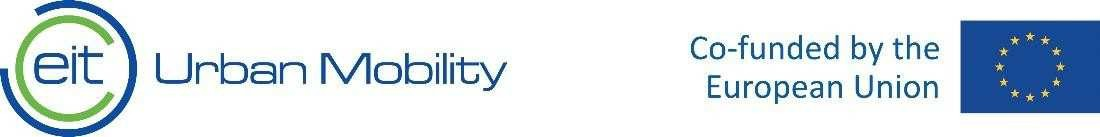 eit Urban Mobility
Co-funded by the
European Union